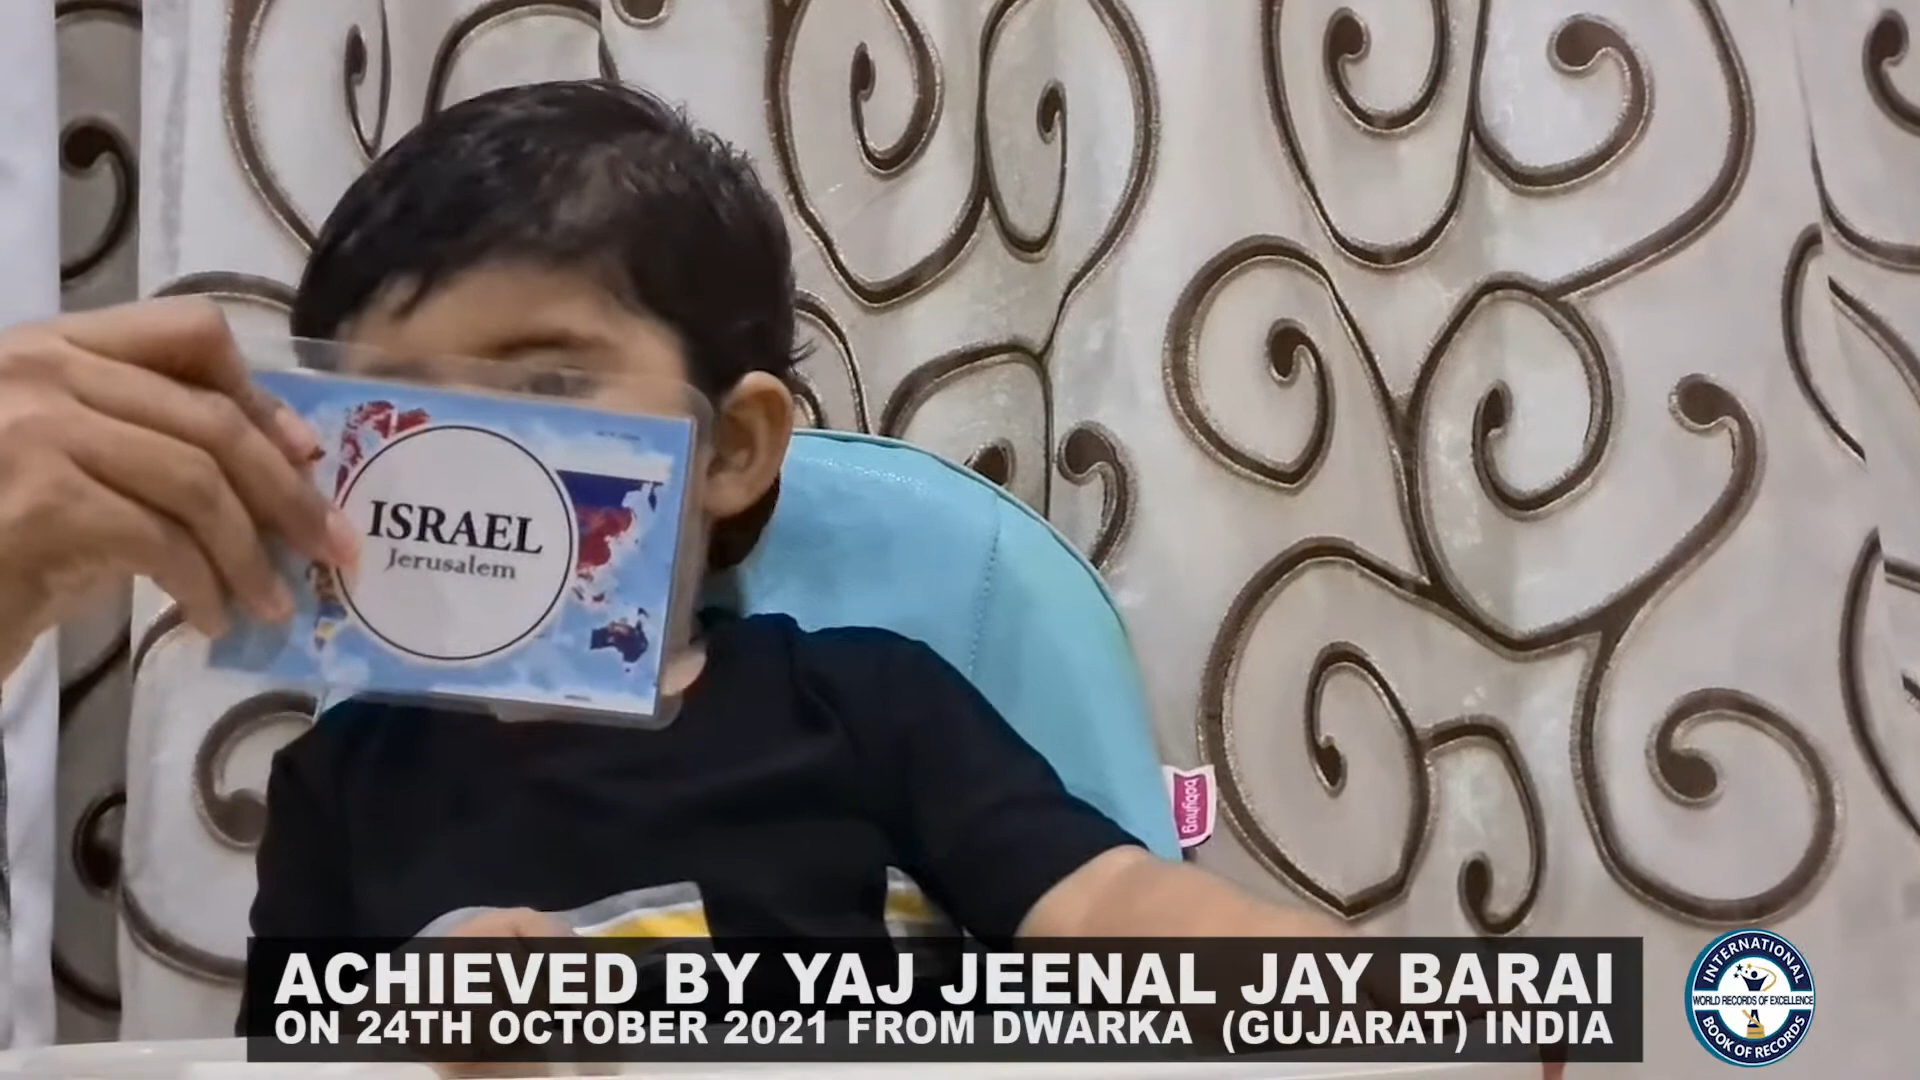 ISRAEL
Jerusalem
babyhug
ACHIEVED BY YAJ JEENAL JAY BARAI
ON 24TH OCTOBER 2021 FROM DWARKA (GUJARAT) INDIA
INTERNATIONAL
WORLD RECORDS OF EXCELLENCE
BOOK OF RECORDS